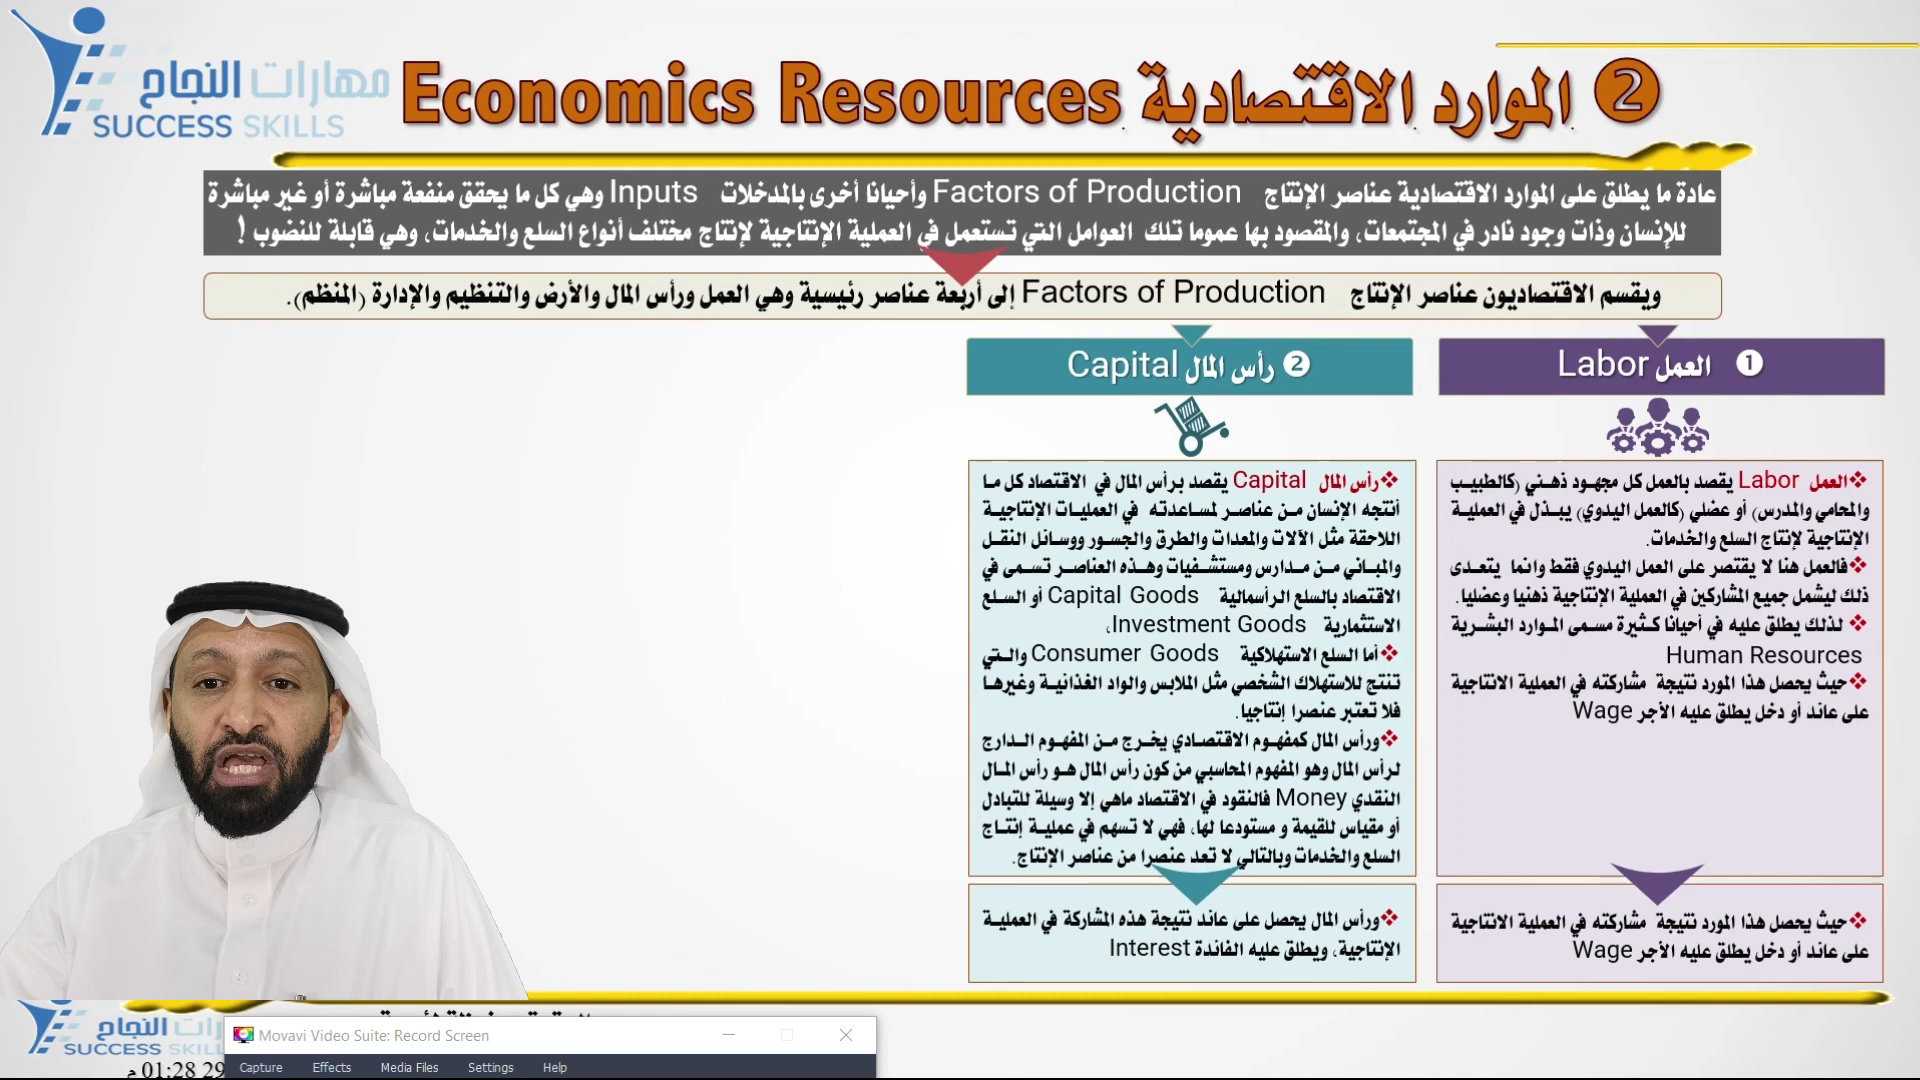 مهارات النجاح
SUCCESS SKILLS
❷ الموارد الاقتصادية Economics Resources
عادة ما يطلق على الموارد الاقتصادية عناصر الإنتاج Factors of Production وأحيانا أخرى بالمدخلات Inputs وهي كل ما يحقق منفعة مباشرة أو غير مباشرة
للإنسان وذات وجود نادر في المجتمعات، والمقصود بها عموما تلك العوامل التي تستعمل في العملية الإنتاجية لإنتاج مختلف أنواع السلع والخدمات، وهي قابلة للنضوب !
ويقسم الاقتصاديون عناصر الإنتاج Factors of Production إلى أربعة عناصر رئيسية وهي العمل ورأس المال والأرض والتنظيم والإدارة (المنظم).
❶ العمل Labor
❖العمل Labor يقصد بالعمل كل مجهود ذهني (كالطبيب
والمحامي والمدرس) أو عضلي (كالعمل اليدوي) يبذل في العملية
الإنتاجية لإنتاج السلع والخدمات.
❖فالعمل هنا لا يقتصر على العمل اليدوي فقط وانما يتعدى
ذلك ليشمل جميع المشاركين في العملية الإنتاجية ذهنيا وعضليا.
❖ لذلك يطلق عليه في أحيانا كثيرة مسمى الموارد البشرية
Human Resources
❖حيث يحصل هذا المورد نتيجة مشاركته في العملية الانتاجية
على عائد أو دخل يطلق عليه الأجر Wage
❖حيث يحصل هذا المورد نتيجة مشاركته في العملية الانتاجية
على عائد أو دخل يطلق عليه الأجر Wage
❷ رأس المال Capital
❖رأس المال Capital يقصد برأس المال في الاقتصاد كل ما
أنتجه الإنسان من عناصر لمساعدته في العمليات الإنتاجية
اللاحقة مثل الآلات والمعدات والطرق والجسور ووسائل النقل
والمباني من مدارس ومستشفيات وهذه العناصر تسمى في
الاقتصاد بالسلع الرأسمالية Capital Goods أو السلع
الاستثمارية Investment Goods،
❖أما السلع الاستهلاكية Consumer Goods والتي
تنتج للاستهلاك الشخصي مثل الملابس والواد الغذائية وغيرها
فلا تعتبر عنصرا إنتاجيا.
❖ورأس المال كمفهوم الاقتصادي يخرج من المفهوم الدارج
لرأس المال وهو المفهوم المحاسبي من كون رأس المال هو رأس المال
النقدي Money فالنقود في الاقتصاد ماهي إلا وسيلة للتبادل
أو مقياس للقيمة و مستودعا لها، فهي لا تسهم في عملية إنتاج
السلع والخدمات وبالتالي لا تعد عنصرا من عناصر الإنتاج.
❖ورأس المال يحصل على عائد نتيجة هذه المشاركة في العملية
الإنتاجية، ويطلق عليه الفائدة Interest
النجاح
SUCCESS SKILL
01:28 29 م
Movavi Video Suite: Record Screen
Capture Effects Media Files Settings Help